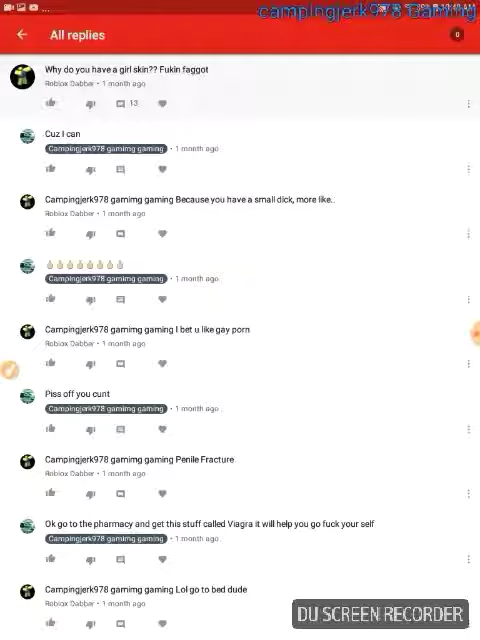 campingjerk978 Gaming
All replies
0
Why do you have a girl skin?? Fukin faggot
Roblox Dabber • 1 month ago
13
Cuz I can
Campingjerk978 gamimg gaming • 1 month ago
Campingjerk978 gamimg gaming Because you have a small dick, more like..
Roblox Dabber • 1 month ago
🖕🖕🖕🖕🖕🖕🖕🖕
Campingjerk978 gamimg gaming • 1 month ago
Campingjerk978 gamimg gaming I bet u like gay porn
Roblox Dabber • 1 month ago
Piss off you cunt
Campingjerk978 gamimg gaming • 1 month ago
Campingjerk978 gamimg gaming Penile Fracture
Roblox Dabber • 1 month ago
Ok go to the pharmacy and get this stuff called Viagra it will help you go fuck your self
Campingjerk978 gamimg gaming • 1 month ago
Campingjerk978 gamimg gaming Lol go to bed dude
Roblox Dabber • 1 month ago
DU SCREEN RECORDER